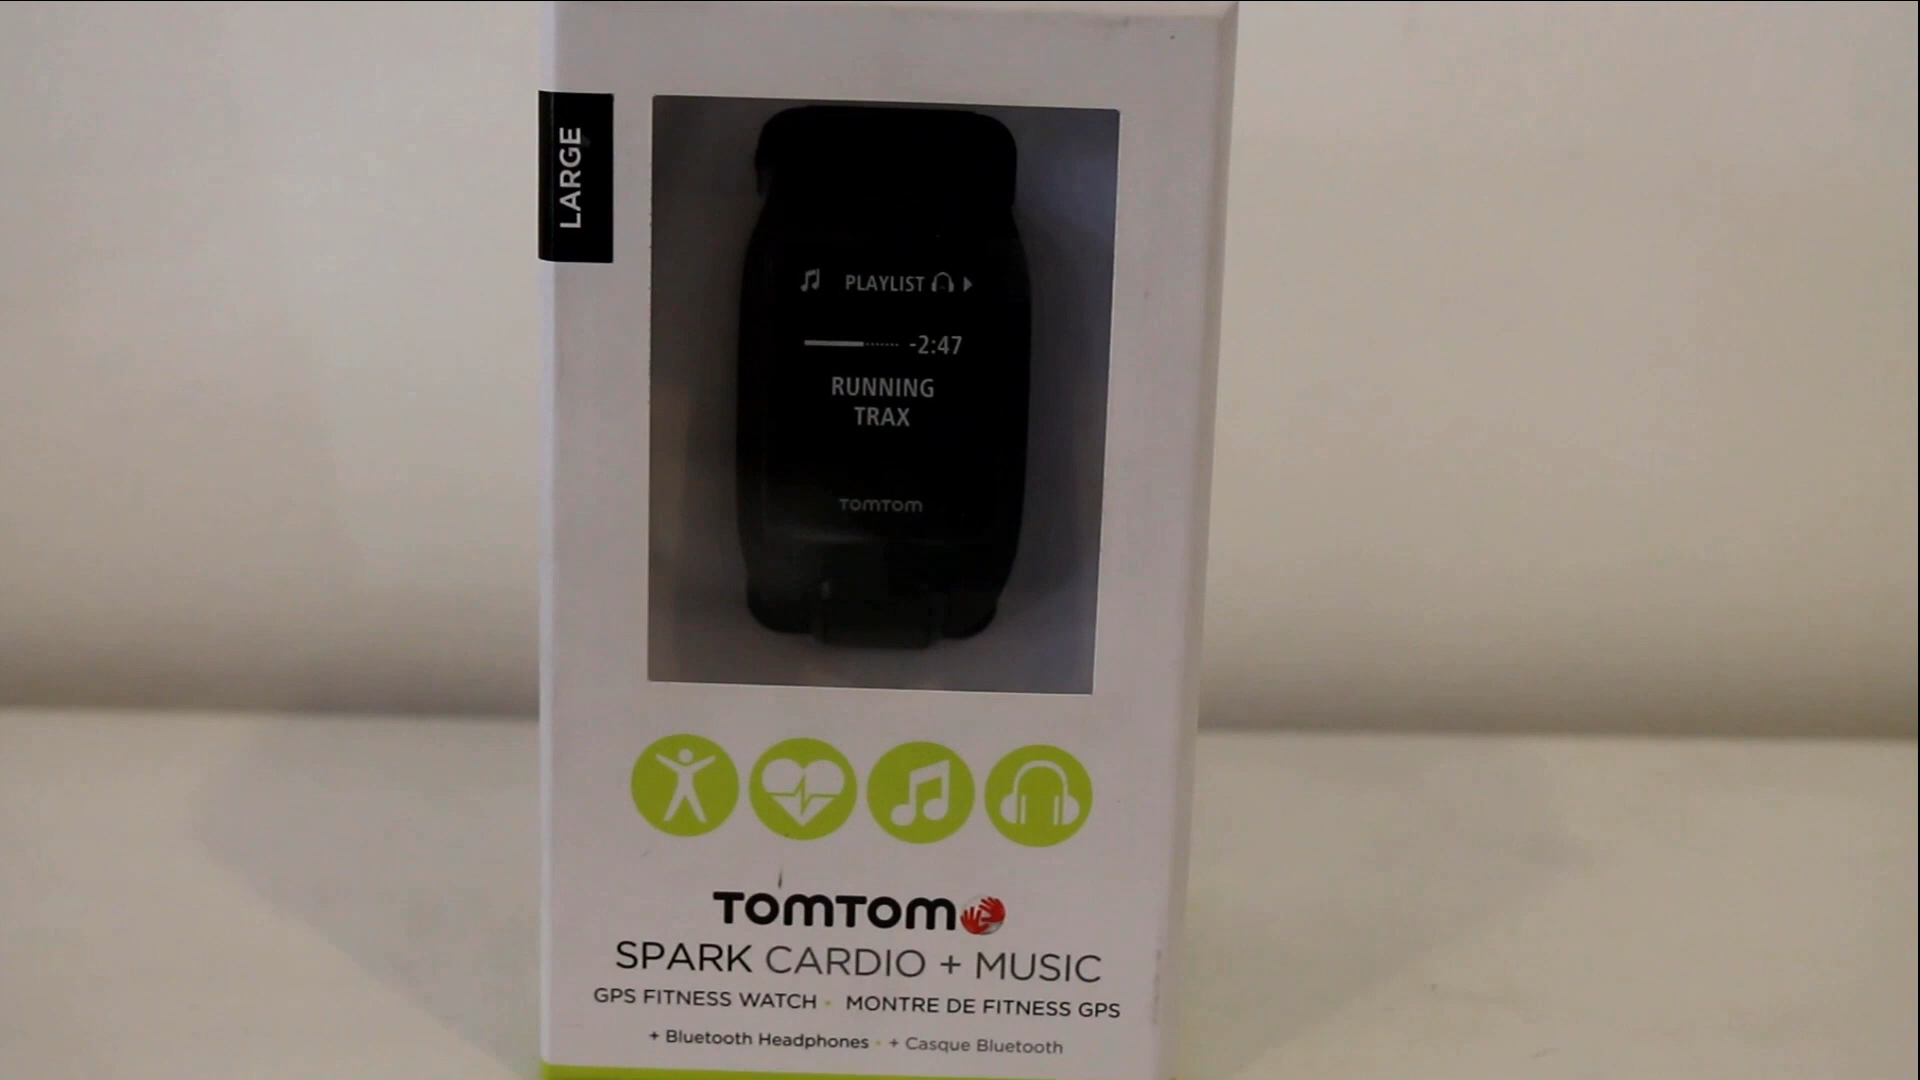 LARGE
PLAYLIST
-2:47
RUNNING
TRAX
TOMTOM
TOMTOM
SPARK CARDIO + MUSIC
GPS FITNESS WATCH • MONTRE DE FITNESS GPS
+ Bluetooth Headphones • + Casque Bluetooth